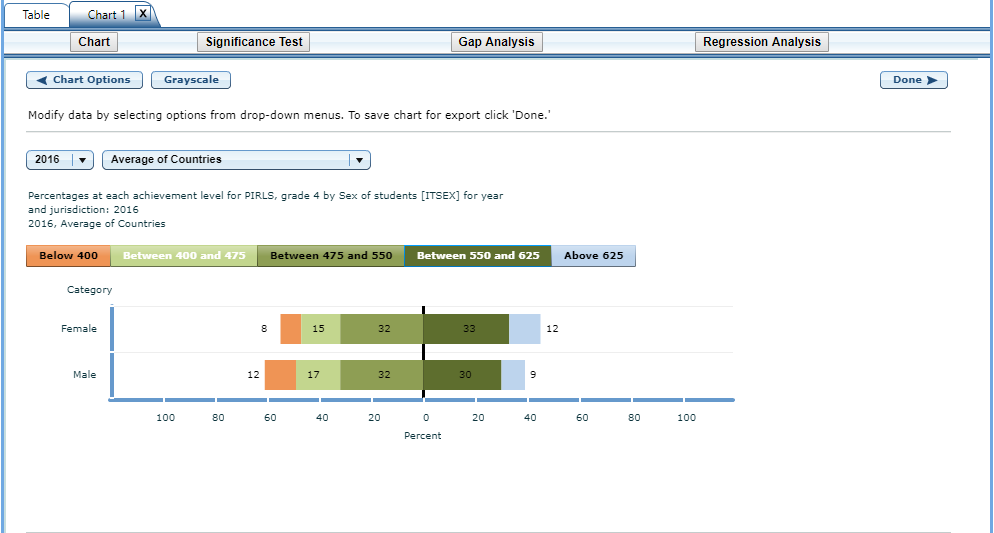 Table Chart 1 X
Chart Significance Test Gap Analysis Regression Analysis
Chart Options Grayscale Done
Modify data by selecting options from drop-down menus. To save chart for export click 'Done.'
2016 Average of Countries
Percentages at each achievement level for PIRLS, grade 4 by Sex of students [ITSEX] for year
and jurisdiction: 2016
2016, Average of Countries
Below 400 Between 400 and 475 Between 475 and 550 Between 550 and 625 Above 625
Category
Female 8 15 32 33 12
Male 12 17 32 30 9
100 80 60 40 20 0 20 40 60 80 100
Percent